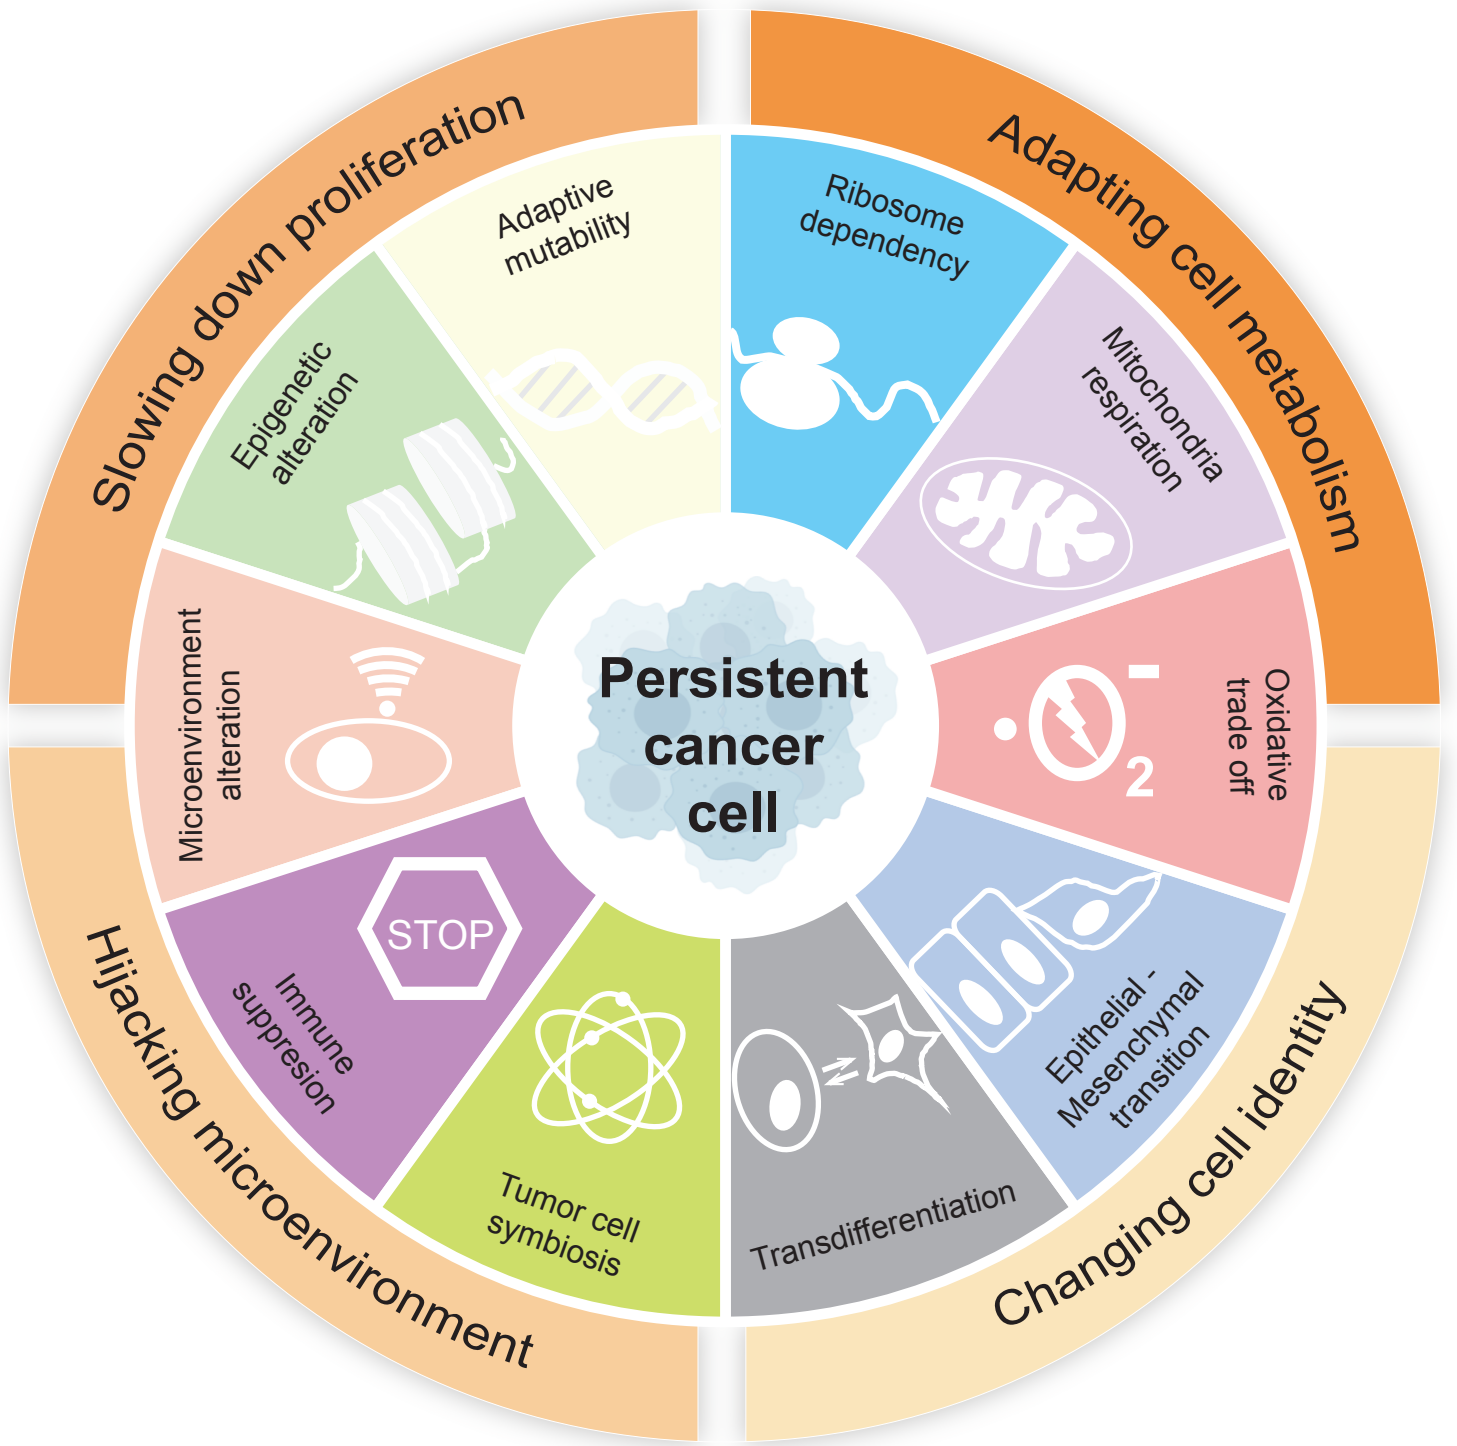 Slowing down proliferation
Adapting cell metabolism
Changing cell identity
Hijacking microenvironment
Adaptive
mutability
Ribosome
dependency
Mitochondria
respiration
Oxidative
trade off
O
2
-
Epithelial -
Mesenchymal
transition
Transdifferentiation
Tumor cell
symbiosis
Immune
suppresion
STOP
Microenvironment
alteration
Epigenetic
alteration
Persistent
cancer
cell